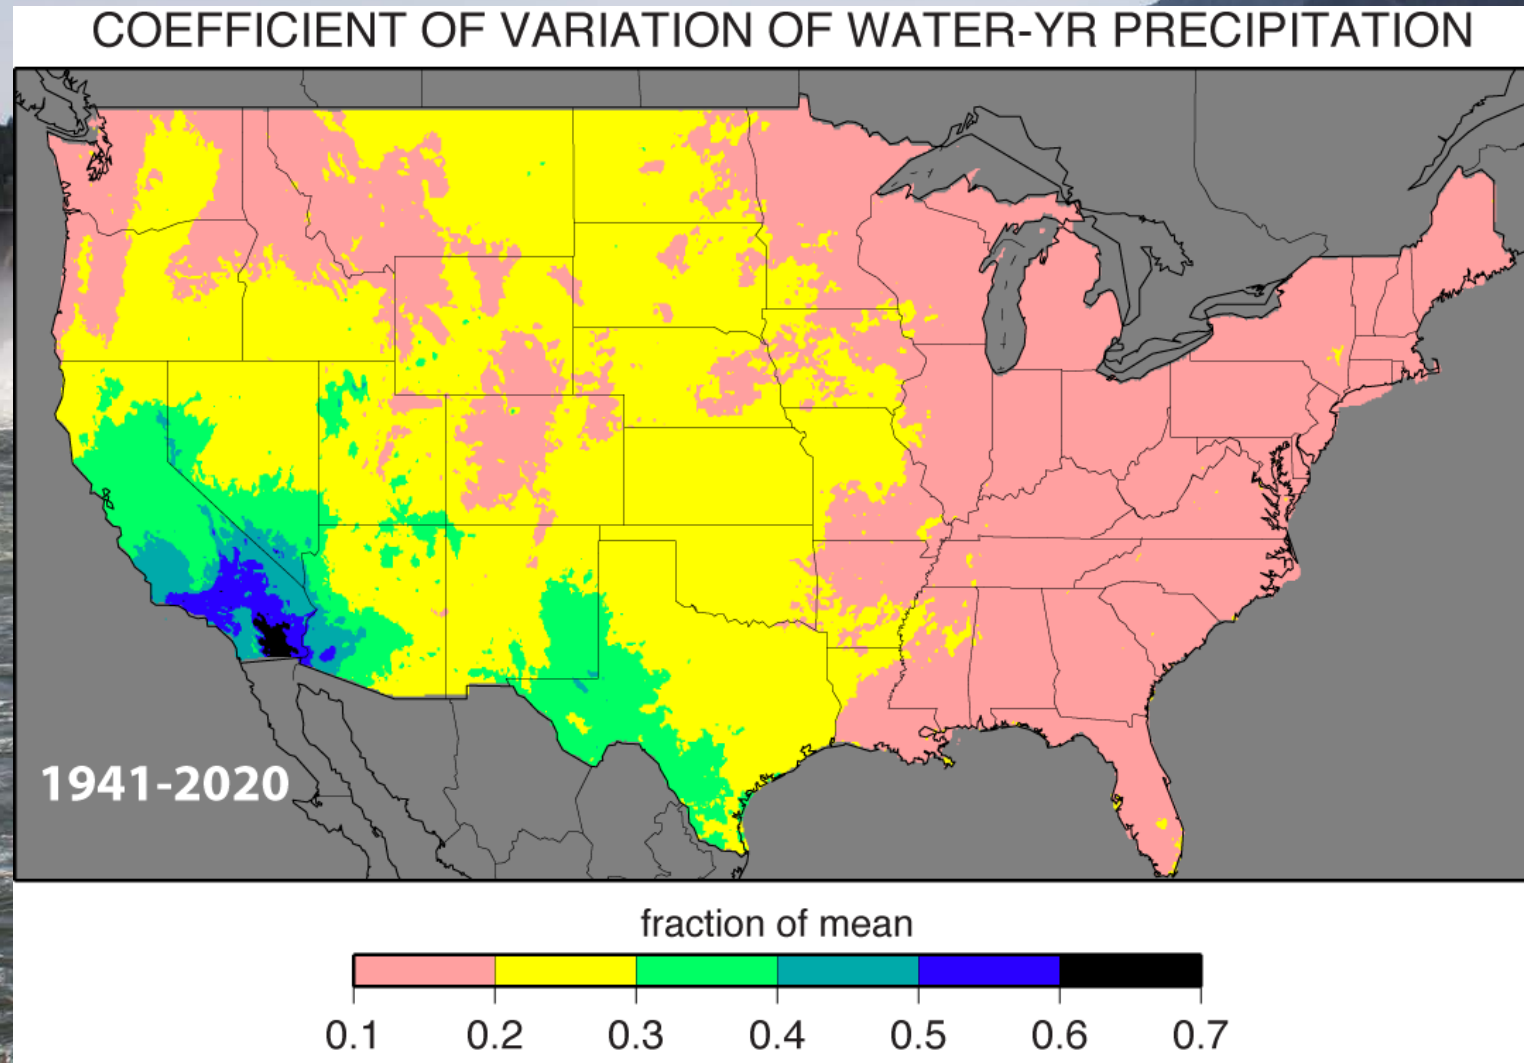 COEFFICIENT OF VARIATION OF WATER-YR PRECIPITATION
1941-2020
fraction of mean
0.1 0.2 0.3 0.4 0.5 0.6 0.7